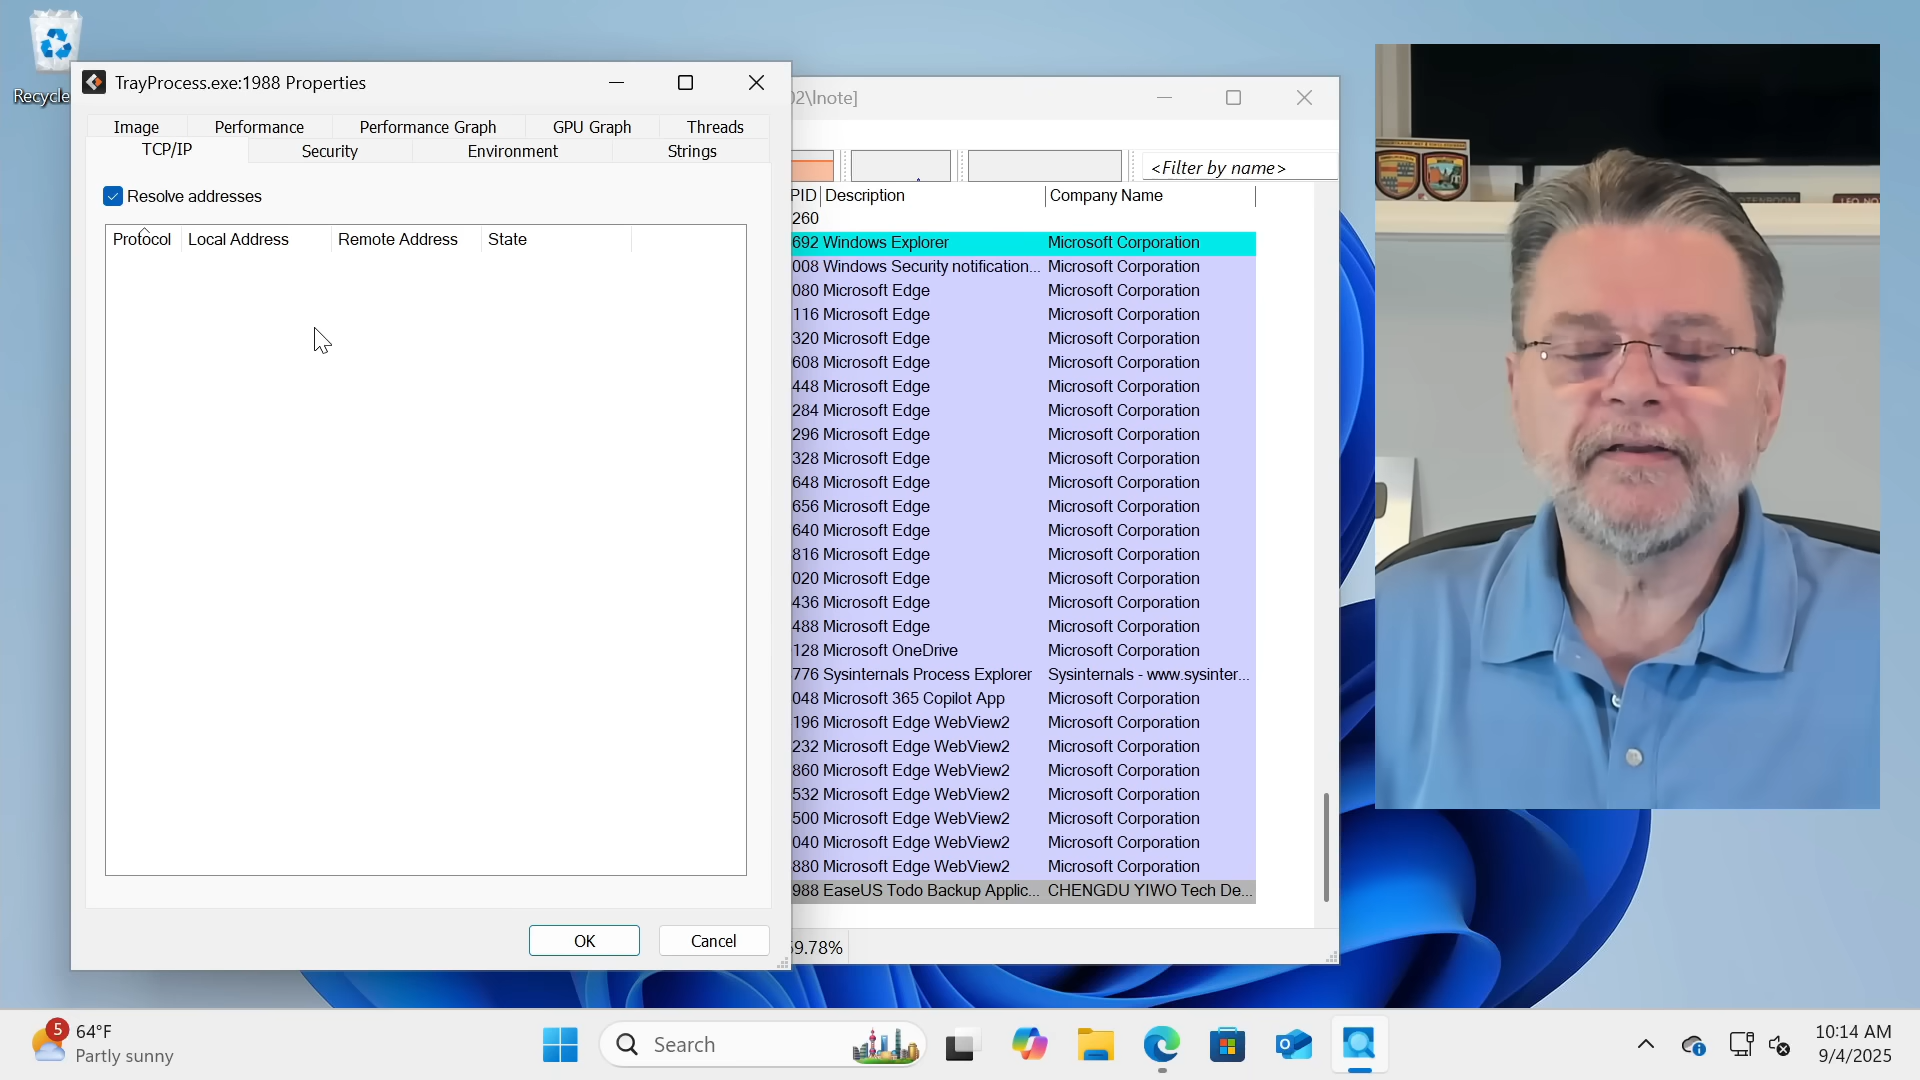 Recycle
TrayProcess.exe:1988 Properties
Image
Performance
Performance Graph
GPU Graph
Threads
TCP/IP
Security
Environment
Strings
Resolve addresses
Protocol
Local Address
Remote Address
State
OK
Cancel
02\Inote]
<Filter by name>
PID Description Company Name
260
692 Windows Explorer Microsoft Corporation
008 Windows Security notification... Microsoft Corporation
080 Microsoft Edge Microsoft Corporation
116 Microsoft Edge Microsoft Corporation
320 Microsoft Edge Microsoft Corporation
608 Microsoft Edge Microsoft Corporation
448 Microsoft Edge Microsoft Corporation
284 Microsoft Edge Microsoft Corporation
296 Microsoft Edge Microsoft Corporation
328 Microsoft Edge Microsoft Corporation
648 Microsoft Edge Microsoft Corporation
656 Microsoft Edge Microsoft Corporation
640 Microsoft Edge Microsoft Corporation
816 Microsoft Edge Microsoft Corporation
020 Microsoft Edge Microsoft Corporation
436 Microsoft Edge Microsoft Corporation
488 Microsoft Edge Microsoft Corporation
128 Microsoft OneDrive Microsoft Corporation
776 Sysinternals Process Explorer Sysinternals - www.sysinter...
048 Microsoft 365 Copilot App Microsoft Corporation
196 Microsoft Edge WebView2 Microsoft Corporation
232 Microsoft Edge WebView2 Microsoft Corporation
860 Microsoft Edge WebView2 Microsoft Corporation
532 Microsoft Edge WebView2 Microsoft Corporation
500 Microsoft Edge WebView2 Microsoft Corporation
040 Microsoft Edge WebView2 Microsoft Corporation
880 Microsoft Edge WebView2 Microsoft Corporation
988 EaseUS Todo Backup Applic... CHENGDU YIWO Tech De...
59.78%
5
64°F
Partly sunny
Search
10:14 AM
9/4/2025